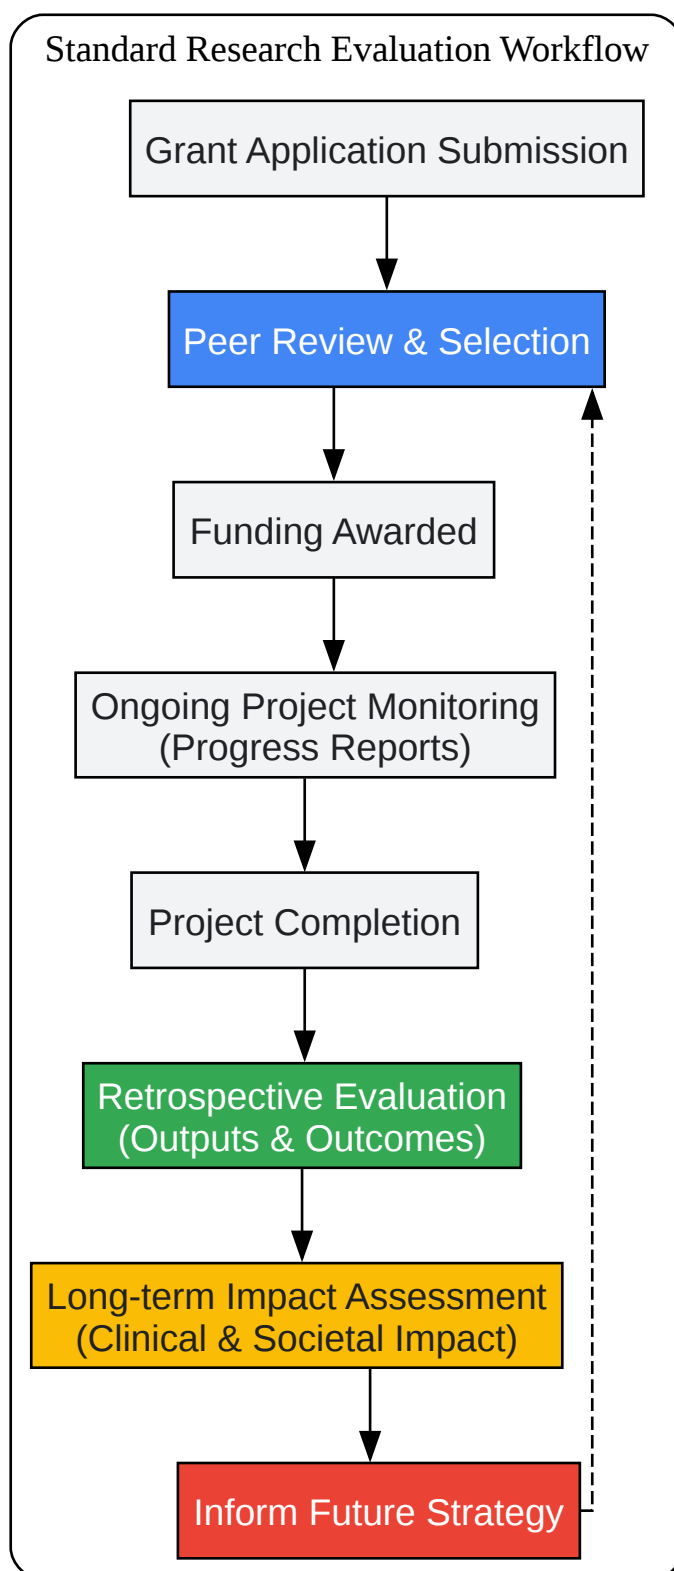 Standard Research Evaluation Workflow
Grant Application Submission
Peer Review & Selection
Funding Awarded
Ongoing Project Monitoring
(Progress Reports)
Project Completion
Retrospective Evaluation
(Outputs & Outcomes)
Long-term Impact Assessment
(Clinical & Societal Impact)
Inform Future Strategy